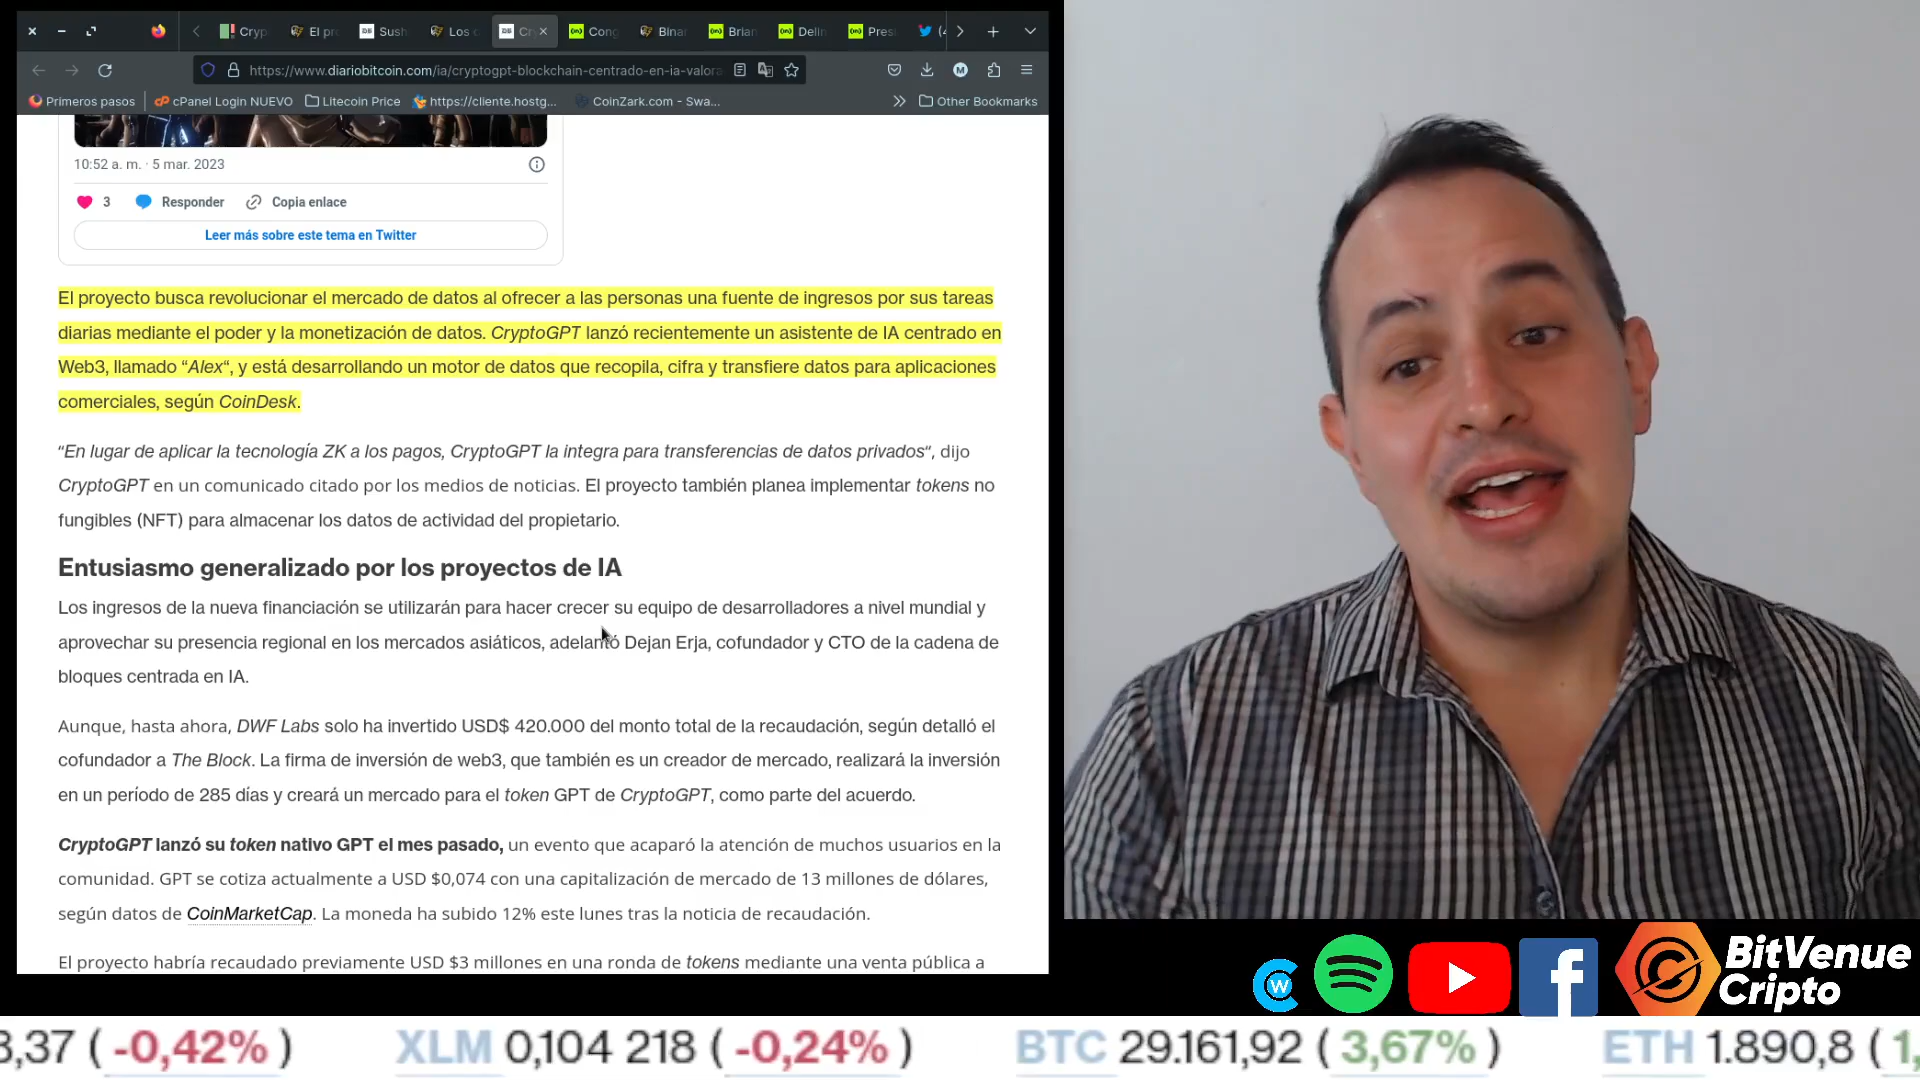 Cryp
El pr
Sush
Los c
Cr
Cong
Binar
Brian
Delin
Pres
(4
https://www.diariobitcoin.com/ia/cryptogpt-blockchain-centrado-en-ia-valora
M
Primeros pasos
cPanel Login NUEVO
Litecoin Price
https://cliente.hostg...
CoinZark.com - Swa...
Other Bookmarks
10:52 a. m. · 5 mar. 2023
3 Responder Copia enlace
Leer más sobre este tema en Twitter
El proyecto busca revolucionar el mercado de datos al ofrecer a las personas una fuente de ingresos por sus tareas
diarias mediante el poder y la monetización de datos. CryptoGPT lanzó recientemente un asistente de IA centrado en
Web3, llamado “Alex“, y está desarrollando un motor de datos que recopila, cifra y transfiere datos para aplicaciones
comerciales, según CoinDesk.
“En lugar de aplicar la tecnología ZK a los pagos, CryptoGPT la integra para transferencias de datos privados“, dijo
CryptoGPT en un comunicado citado por los medios de noticias. El proyecto también planea implementar tokens no
fungibles (NFT) para almacenar los datos de actividad del propietario.
Entusiasmo generalizado por los proyectos de IA
Los ingresos de la nueva financiación se utilizarán para hacer crecer su equipo de desarrolladores a nivel mundial y
aprovechar su presencia regional en los mercados asiáticos, adelantó Dejan Erja, cofundador y CTO de la cadena de
bloques centrada en IA.
Aunque, hasta ahora, DWF Labs solo ha invertido USD$ 420.000 del monto total de la recaudación, según detalló el
cofundador a The Block. La firma de inversión de web3, que también es un creador de mercado, realizará la inversión
en un período de 285 días y creará un mercado para el token GPT de CryptoGPT, como parte del acuerdo.
CryptoGPT lanzó su token nativo GPT el mes pasado, un evento que acaparó la atención de muchos usuarios en la
comunidad. GPT se cotiza actualmente a USD $0,074 con una capitalización de mercado de 13 millones de dólares,
según datos de CoinMarketCap. La moneda ha subido 12% este lunes tras la noticia de recaudación.
El proyecto habría recaudado previamente USD $3 millones en una ronda de tokens mediante una venta pública a
BitVenue
Cripto
8,37 ( -0,42% ) XLM 0,104 218 ( -0,24% ) BTC 29.161,92 ( 3,67% ) ETH 1.890,8 ( 1,